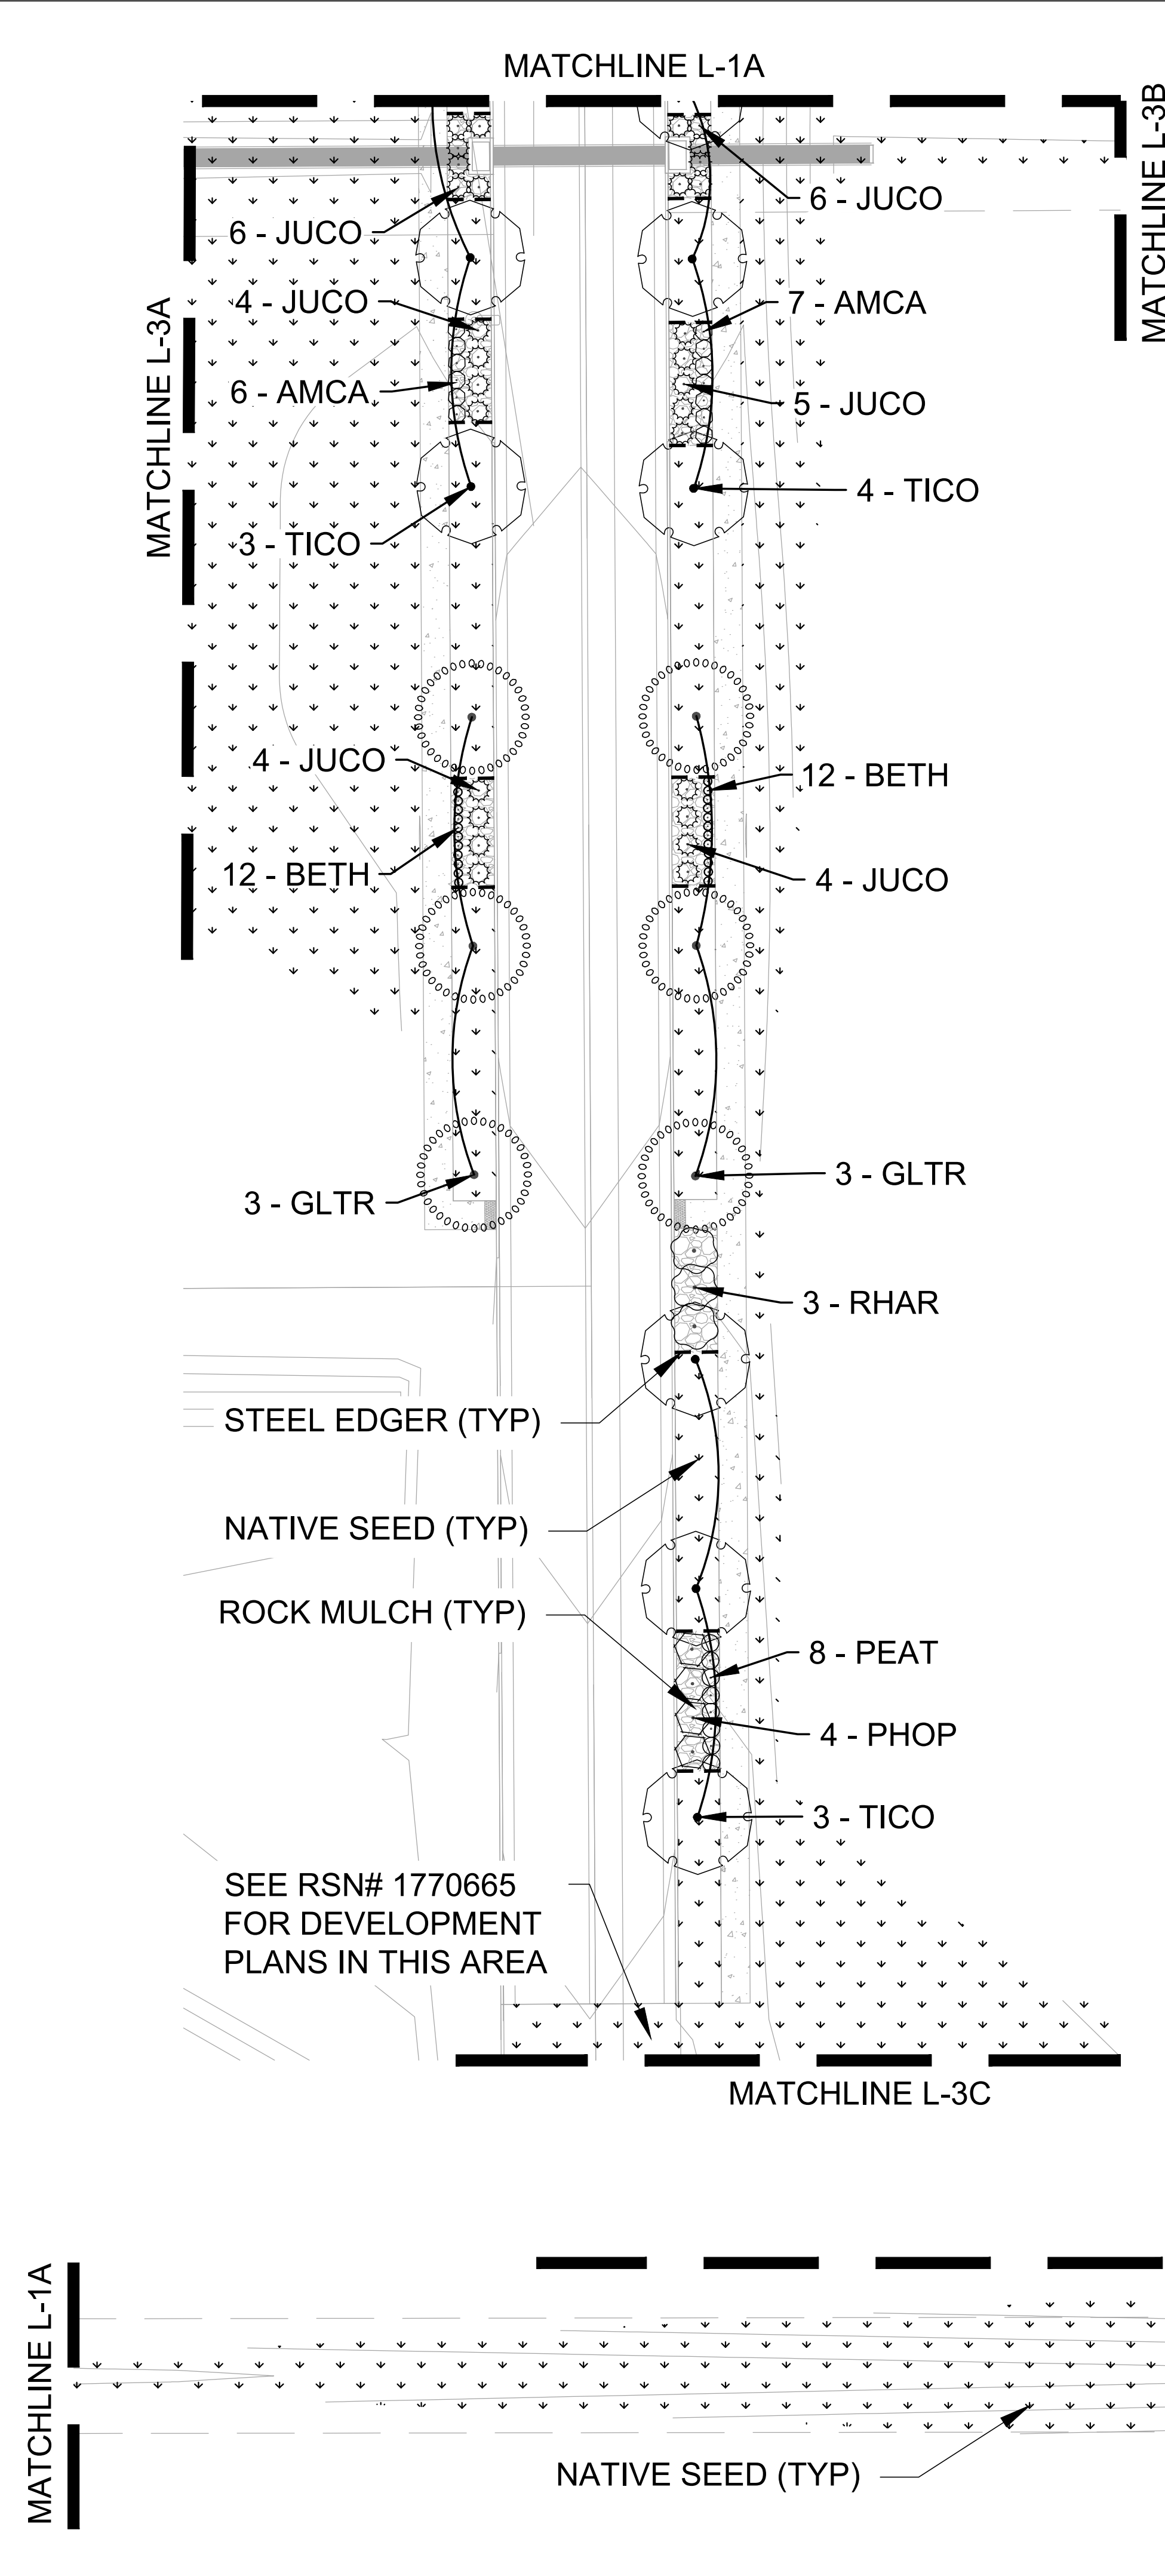 MATCHLINE L-1A
MATCHLINE L-3B
6 - JUCO
6 - JUCO
4 - JUCO
7 - AMCA
MATCHLINE L-3A
6 - AMCA
5 - JUCO
4 - TICO
3 - TICO
4 - JUCO
12 - BETH
12 - BETH
4 - JUCO
3 - GLTR
3 - GLTR
3 - RHAR
STEEL EDGER (TYP)
NATIVE SEED (TYP)
ROCK MULCH (TYP)
8 - PEAT
4 - PHOP
3 - TICO
SEE RSN# 1770665
FOR DEVELOPMENT
PLANS IN THIS AREA
MATCHLINE L-3C
MATCHLINE L-1A
NATIVE SEED (TYP)